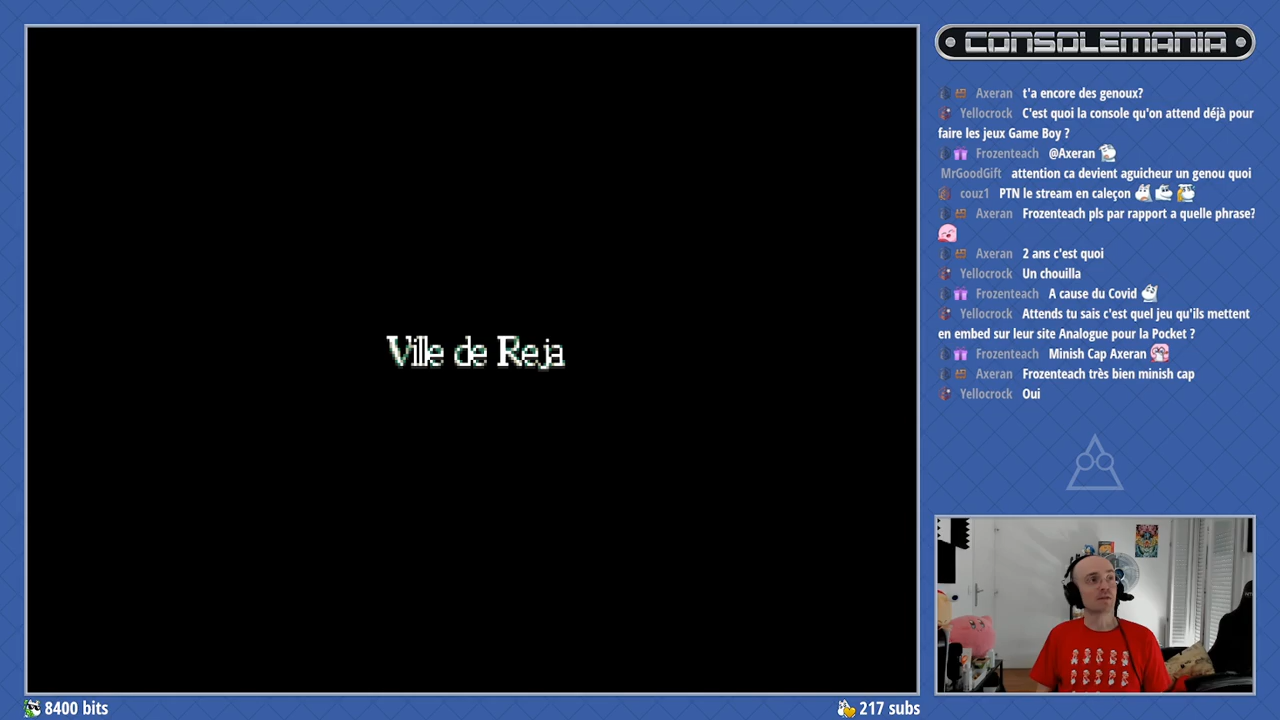 CONSOLEMANIA
Axeran t'a encore des genoux?
Yellocrock C'est quoi la console qu'on attend déjà pour
faire les jeux Game Boy ?
Frozenteach @Axeran
MrGoodGift attention ca devient aguicheur un genou quoi
couz1 PTN le stream en caleçon
Axeran Frozenteach pls par rapport a quelle phrase?
Axeran 2 ans c'est quoi
Yellocrock Un chouilla
Frozenteach A cause du Covid
Yellocrock Attends tu sais c'est quel jeu qu'ils mettent
en embed sur leur site Analogue pour la Pocket ?
Frozenteach Minish Cap Axeran
Axeran Frozenteach très bien minish cap
Yellocrock Oui
Ville de Reja
8400 bits
217 subs